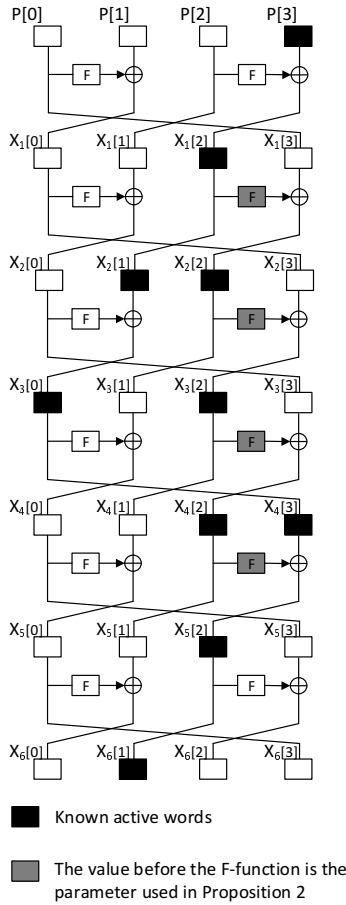 P[0] P[1] P[2] P[3]
F F
X1[0] X1[1] X1[2] X1[3]
F F
X2[0] X2[1] X2[2] X2[3]
F F
X3[0] X3[1] X3[2] X3[3]
F F
X4[0] X4[1] X4[2] X4[3]
F F
X5[0] X5[1] X5[2] X5[3]
F F
X6[0] X6[1] X6[2] X6[3]
Known active words
The value before the F-function is the
parameter used in Proposition 2